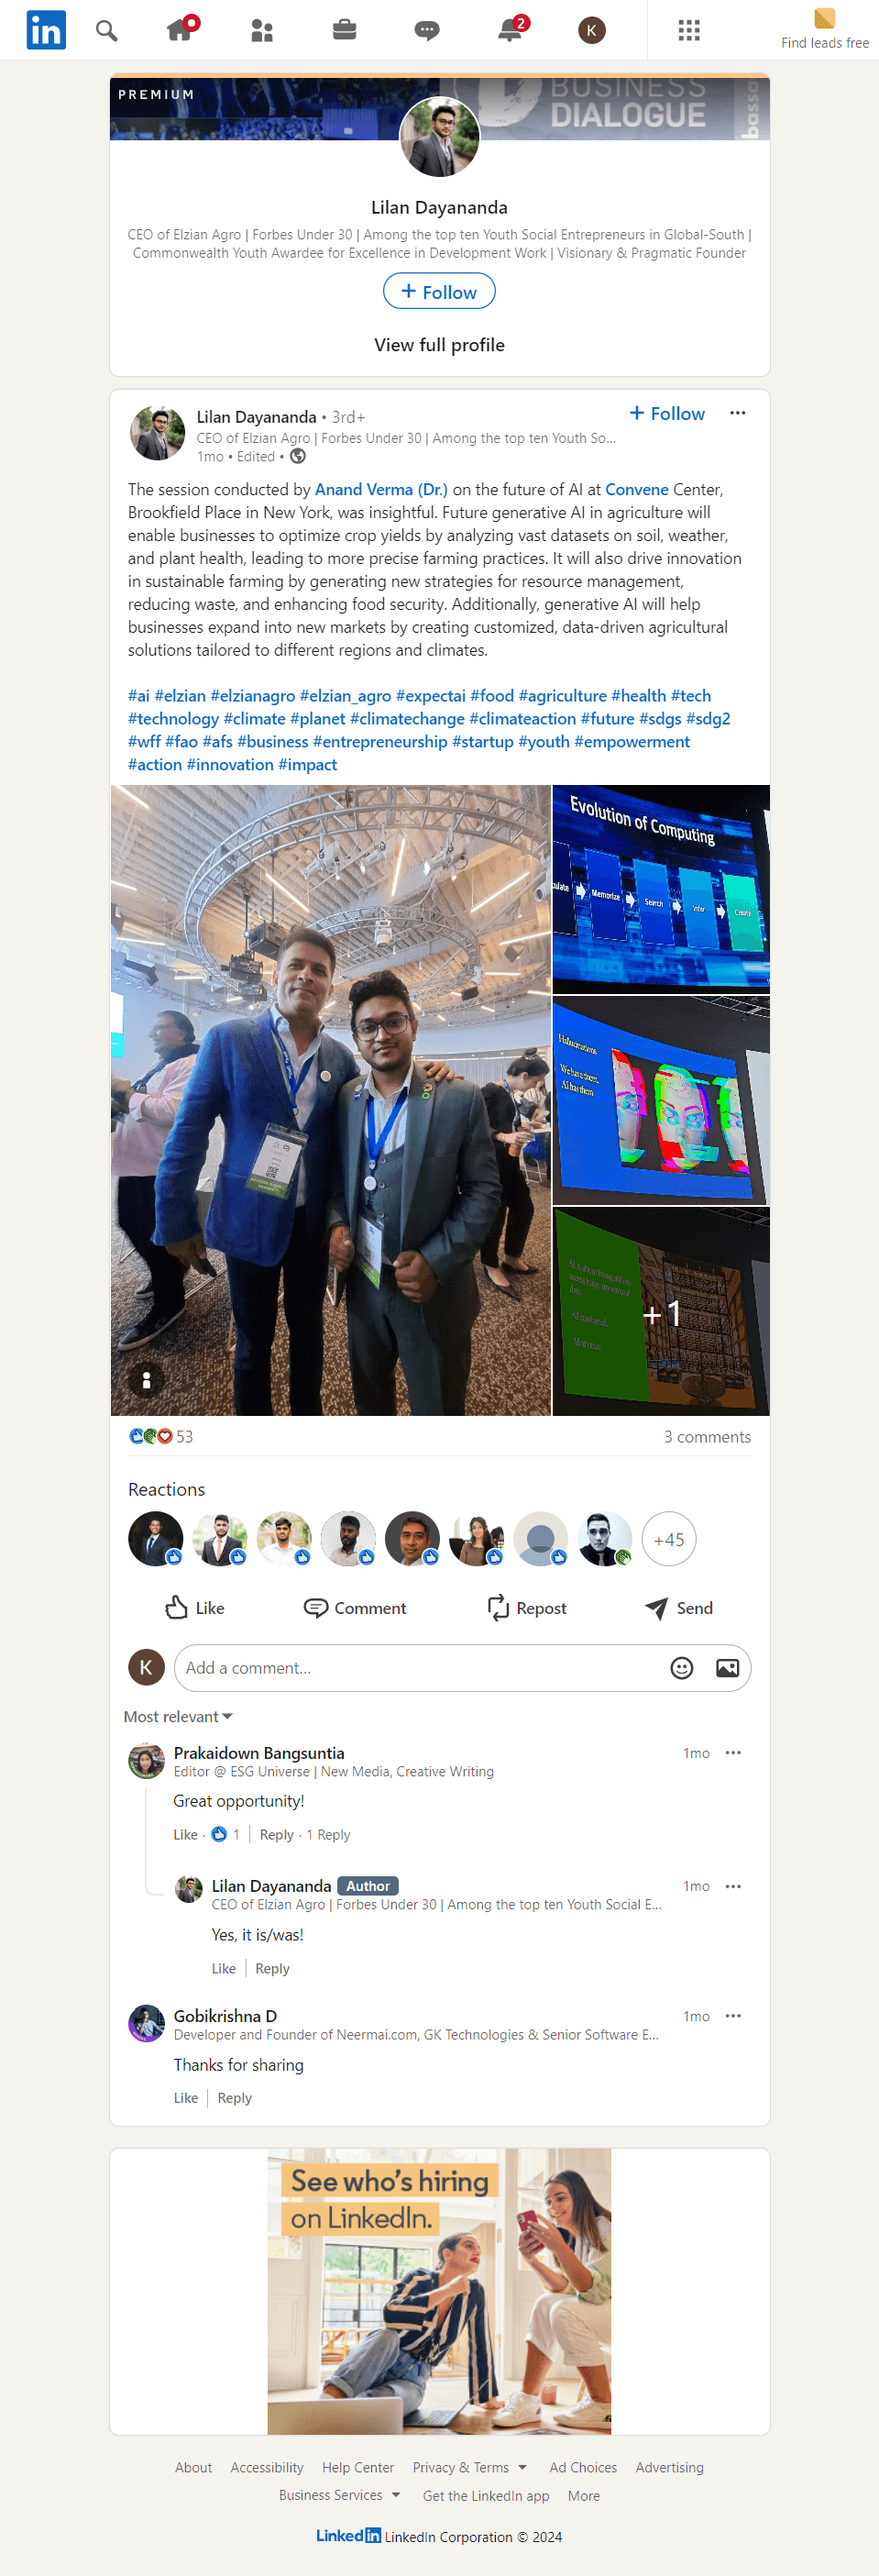 in
2
K
Find leads free
PREMIUM
BUSINESS
DIALOGUE
bassa
Lilan Dayananda
CEO of Elzian Agro | Forbes Under 30 | Among the top ten Youth Social Entrepreneurs in Global-South |
Commonwealth Youth Awardee for Excellence in Development Work | Visionary & Pragmatic Founder
+ Follow
View full profile
Lilan Dayananda • 3rd+
+ Follow
CEO of Elzian Agro | Forbes Under 30 | Among the top ten Youth So...
1mo • Edited •
The session conducted by Anand Verma (Dr.) on the future of AI at Convene Center,
Brookfield Place in New York, was insightful. Future generative AI in agriculture will
enable businesses to optimize crop yields by analyzing vast datasets on soil, weather,
and plant health, leading to more precise farming practices. It will also drive innovation
in sustainable farming by generating new strategies for resource management,
reducing waste, and enhancing food security. Additionally, generative AI will help
businesses expand into new markets by creating customized, data-driven agricultural
solutions tailored to different regions and climates.
#ai #elzian #elzianagro #elzian_agro #expectai #food #agriculture #health #tech
#technology #climate #planet #climatechange #climateaction #future #sdgs #sdg2
#wff #fao #afs #business #entrepreneurship #startup #youth #empowerment
#action #innovation #impact
Evolution of Computing
Memorize
Search
Infer
Create
Hallucinations
We have them.
AI has them
+1
53
3 comments
Reactions
+45
Like
Comment
Repost
Send
K
Add a comment...
Most relevant
Prakaidown Bangsuntia
1mo
Editor @ ESG Universe | New Media, Creative Writing
Great opportunity!
Like · 1 | Reply · 1 Reply
Lilan Dayananda Author
1mo
CEO of Elzian Agro | Forbes Under 30 | Among the top ten Youth Social E...
Yes, it is/was!
Like | Reply
Gobikrishna D
1mo
Developer and Founder of Neermai.com, GK Technologies & Senior Software E...
Thanks for sharing
Like | Reply
See who's hiring
on LinkedIn.
About Accessibility Help Center Privacy & Terms Ad Choices Advertising
Business Services Get the LinkedIn app More
LinkedIn LinkedIn Corporation © 2024